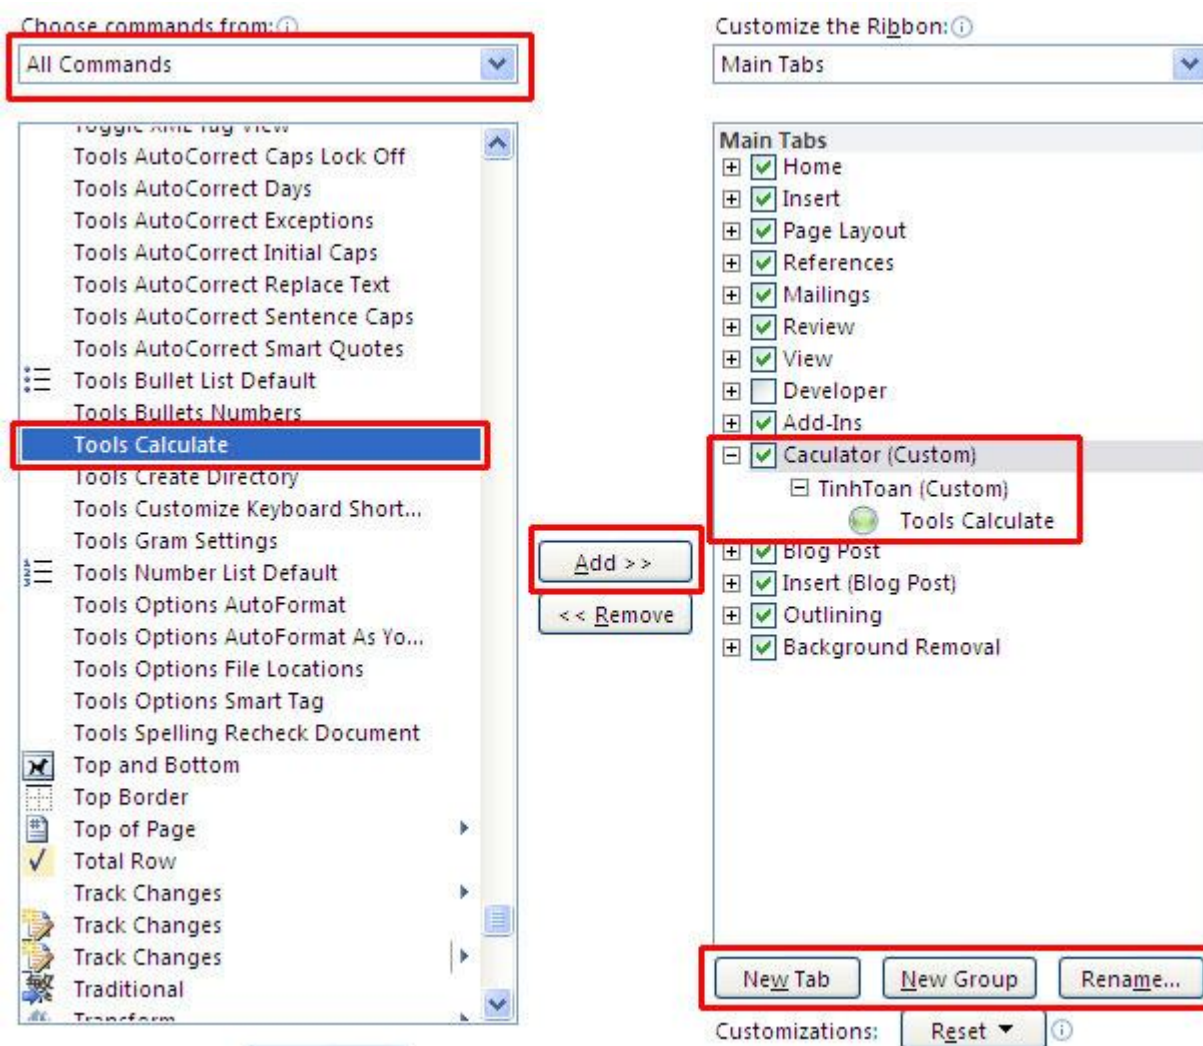 Choose commands from:
All Commands
Toggle XML Tag View
Tools AutoCorrect Caps Lock Off
Tools AutoCorrect Days
Tools AutoCorrect Exceptions
Tools AutoCorrect Initial Caps
Tools AutoCorrect Replace Text
Tools AutoCorrect Sentence Caps
Tools AutoCorrect Smart Quotes
Tools Bullet List Default
Tools Bullets Numbers
Tools Calculate
Tools Create Directory
Tools Customize Keyboard Short...
Tools Gram Settings
Tools Number List Default
Tools Options AutoFormat
Tools Options AutoFormat As Yo...
Tools Options File Locations
Tools Options Smart Tag
Tools Spelling Recheck Document
Top and Bottom
Top Border
Top of Page
Total Row
Track Changes
Track Changes
Track Changes
Traditional
Transform
Add >>
<< Remove
Customize the Ribbon:
Main Tabs
Main Tabs
Home
Insert
Page Layout
References
Mailings
Review
View
Developer
Add-Ins
Caculator (Custom)
TinhToan (Custom)
Tools Calculate
Blog Post
Insert (Blog Post)
Outlining
Background Removal
New Tab New Group Rename...
Customizations: Reset